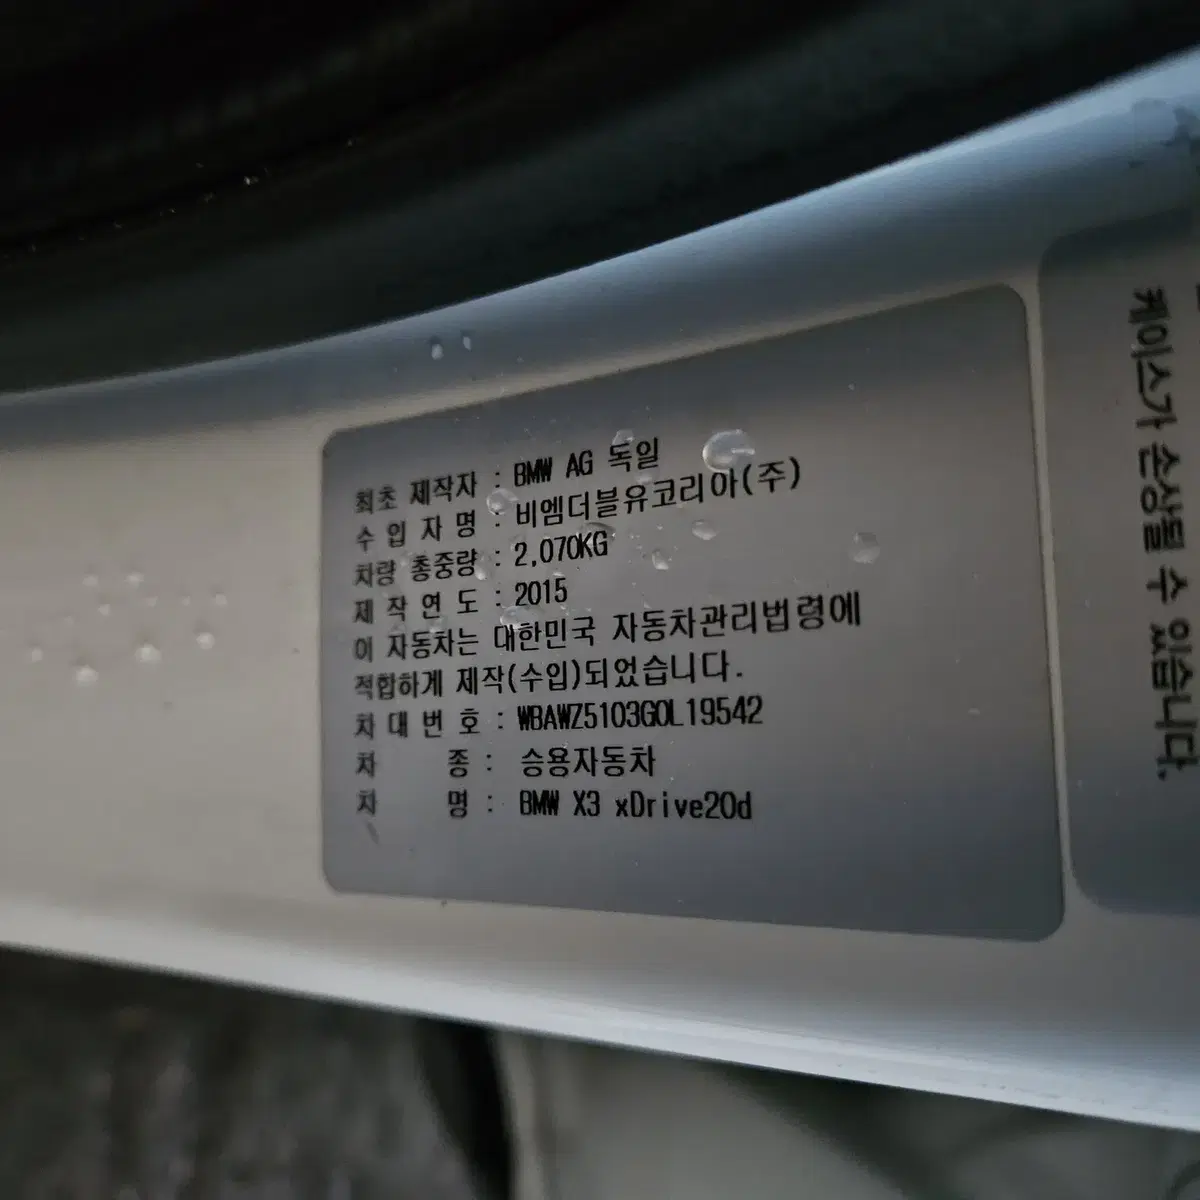 최초 제작자 : BMW AG 독일
수 입 자 명 : 비엠더블유코리아(주)
차량 총중량 : 2,070KG
제 작 연 도 : 2015
이 자동차는 대한민국 자동차관리법령에
적합하게 제작(수입)되었습니다.
차 대 번 호 : WBAWZ5103G0L19542
차 종 : 승용자동차
차 명 : BMW X3 xDrive20d
케이스가 손상될 수 있습니다.